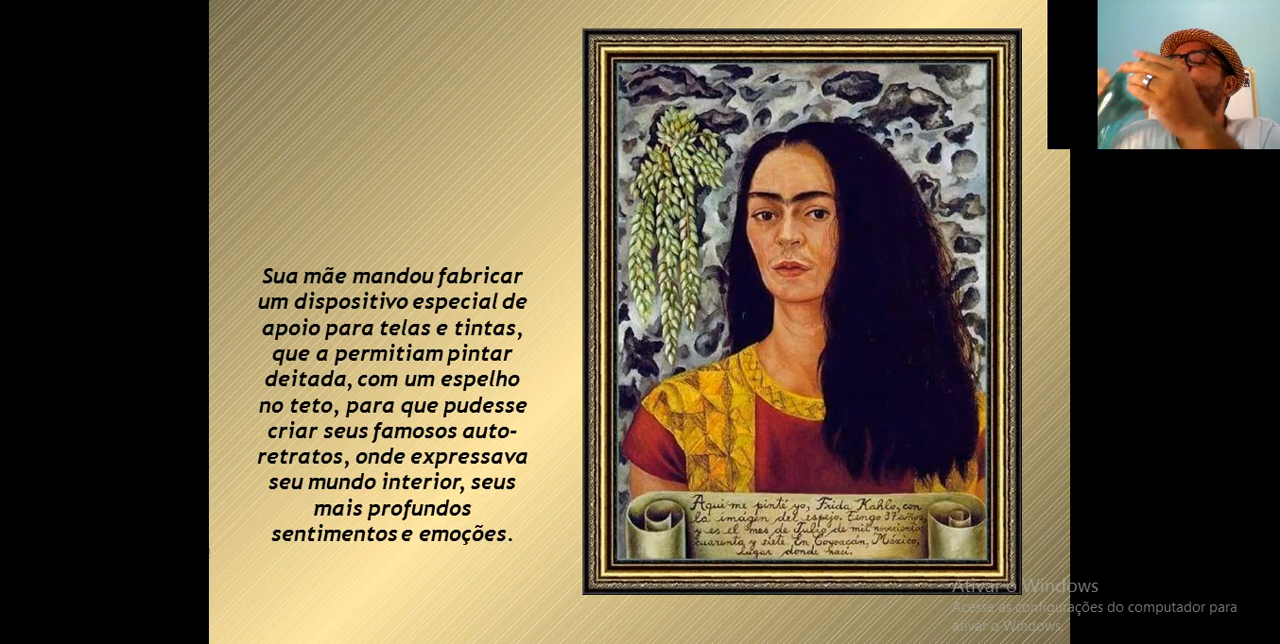 Sua mãe mandou fabricar
um dispositivo especial de
apoio para telas e tintas,
que a permitiam pintar
deitada, com um espelho
no teto, para que pudesse
criar seus famosos auto-
retratos, onde expressava
seu mundo interior, seus
mais profundos
sentimentos e emoções.
Aqui me pinté yo, Frida Kahlo, con
la imágen del espejo. Tengo 37 años,
y es el mes de Julio de mil novecientos
cuarenta y siete. En Coyoacán, México,
lugar donde nací.
Ativar o Windows
Acesse as configurações do computador para
ativar o Windows.